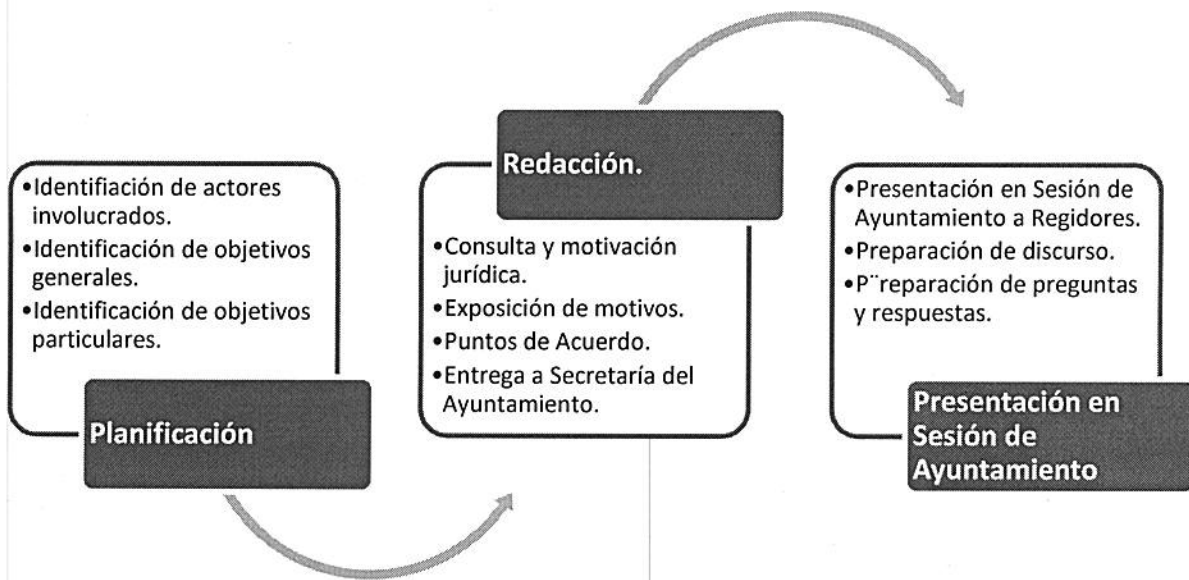 •Identifiación de actores
involucrados.
•Identificación de objetivos
generales.
•Identificación de objetivos
particulares.
Planificación
Redacción.
•Consulta y motivación
jurídica.
•Exposición de motivos.
•Puntos de Acuerdo.
•Entrega a Secretaría del
Ayuntamiento.
•Presentación en Sesión de
Ayuntamiento a Regidores.
•Preparación de discurso.
•P¨reparación de preguntas
y respuestas.
Presentación en
Sesión de
Ayuntamiento